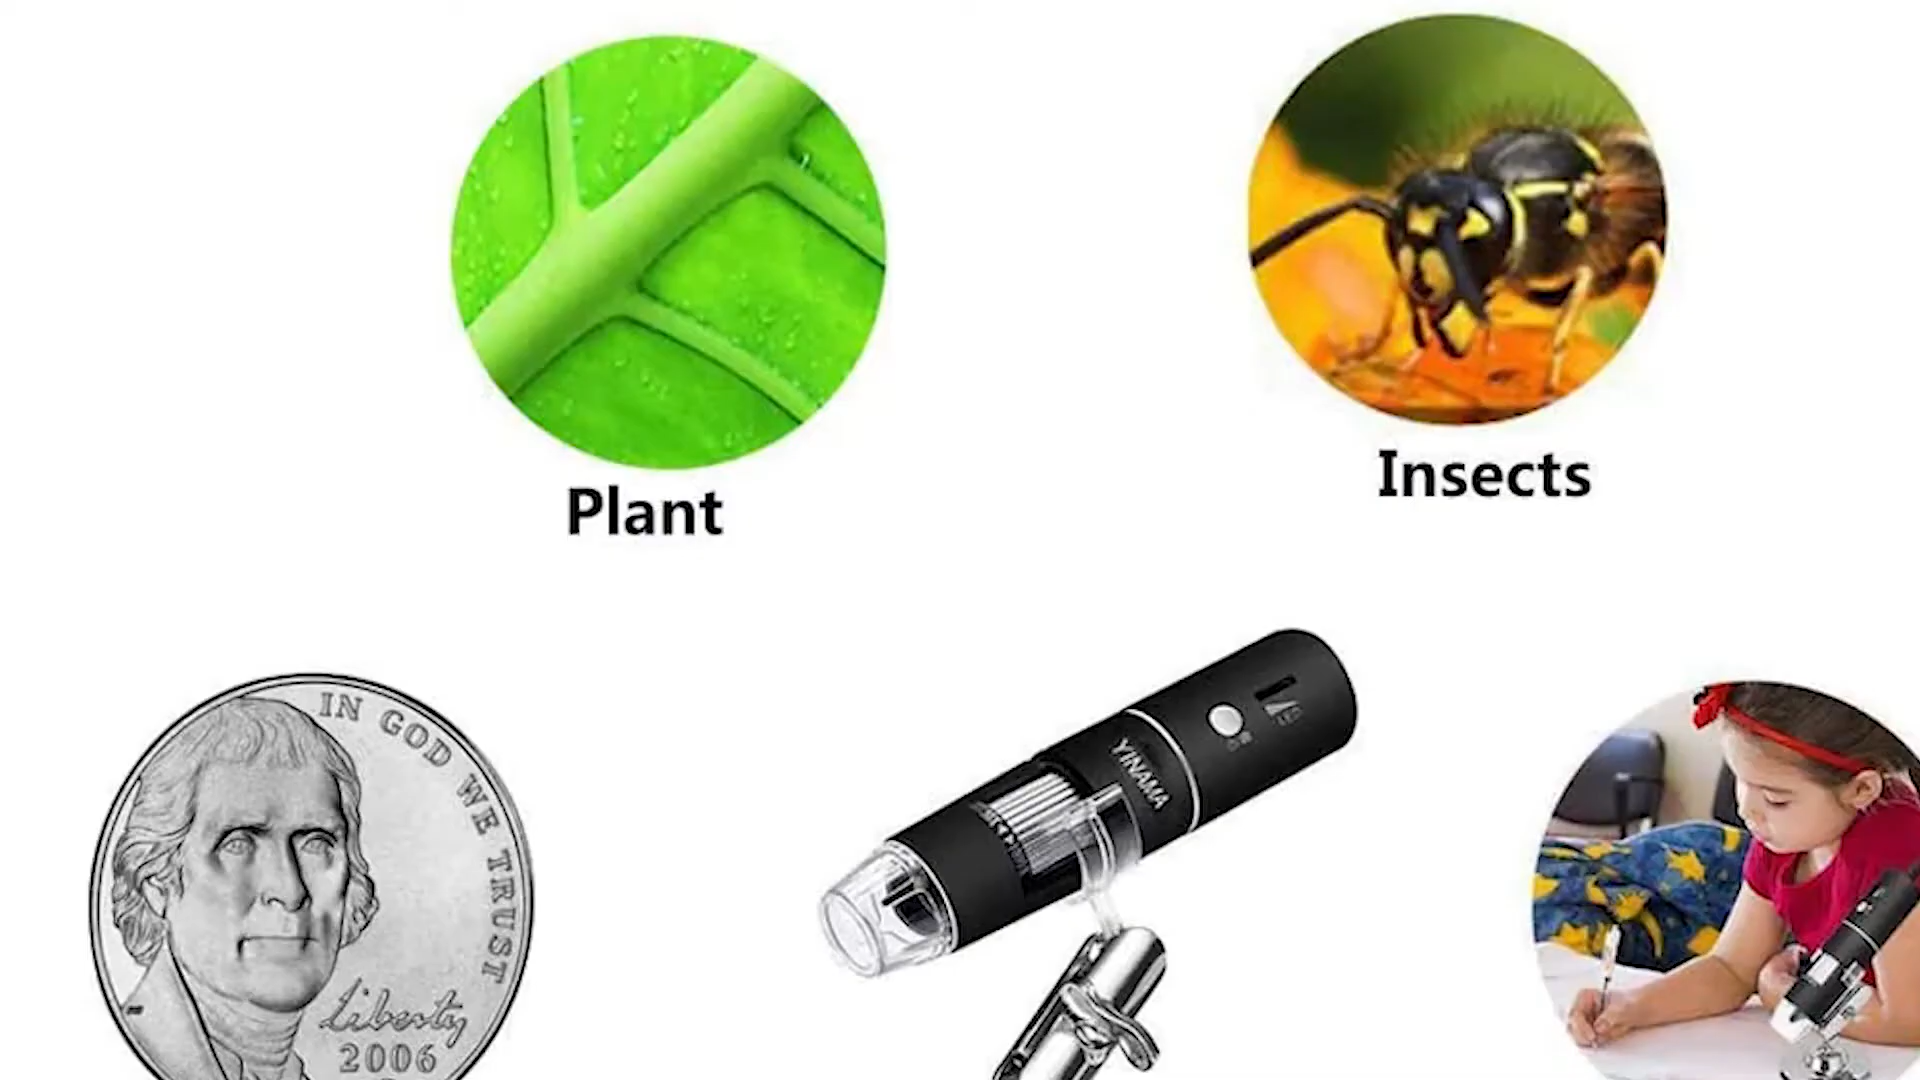 Insects
Plant
IN GOD WE TRUST
Liberty
2006
YINAMA